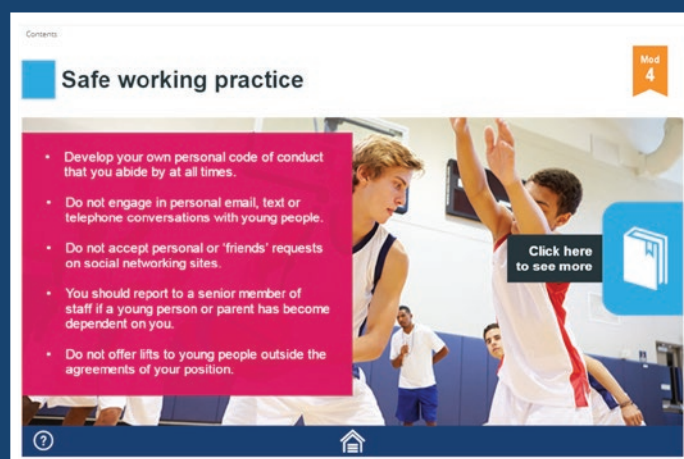 Contents
Safe working practice
Mod
4
• Develop your own personal code of conduct
that you abide by at all times.
• Do not engage in personal email, text or
telephone conversations with young people.
• Do not accept personal or ‘friends’ requests
on social networking sites.
• You should report to a senior member of
staff if a young person or parent has become
dependent on you.
• Do not offer lifts to young people outside the
agreements of your position.
Click here
to see more
?